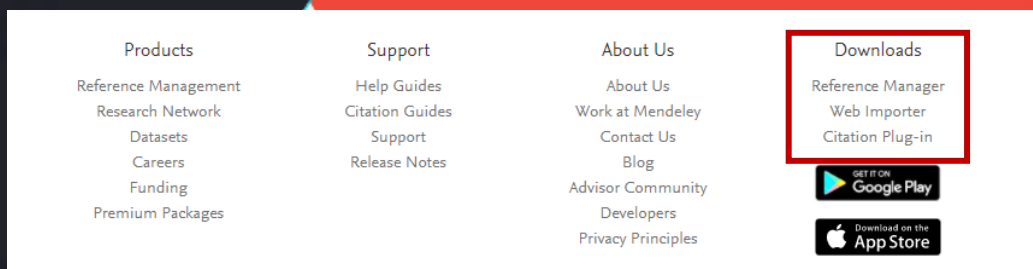 Products
Reference Management
Research Network
Datasets
Careers
Funding
Premium Packages
Support
Help Guides
Citation Guides
Support
Release Notes
About Us
About Us
Work at Mendeley
Contact Us
Blog
Advisor Community
Developers
Privacy Principles
Downloads
Reference Manager
Web Importer
Citation Plug-in
GET IT ON
Google Play
Download on the
App Store